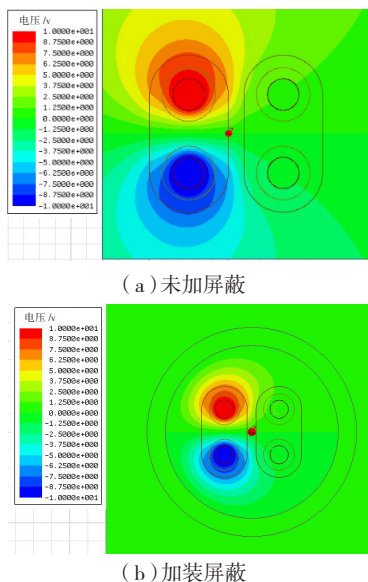 电压 /v
1.0000e+001
8.7500e+000
7.5000e+000
6.2500e+000
5.0000e+000
3.7500e+000
2.5000e+000
1.2500e+000
0.0000e+000
-1.2500e+000
-2.5000e+000
-3.7500e+000
-5.0000e+000
-6.2500e+000
-7.5000e+000
-8.7500e+000
-1.0000e+001
（a）未加屏蔽
电压 /v
1.0000e+001
8.7500e+000
7.5000e+000
6.2500e+000
5.0000e+000
3.7500e+000
2.5000e+000
1.2500e+000
0.0000e+000
-1.2500e+000
-2.5000e+000
-3.7500e+000
-5.0000e+000
-6.2500e+000
-7.5000e+000
-8.7500e+000
-1.0000e+001
（b）加装屏蔽